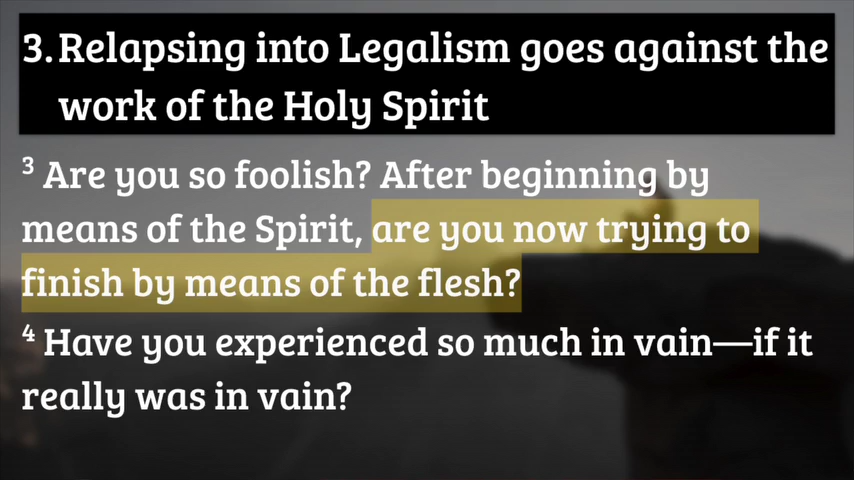 3. Relapsing into Legalism goes against the
work of the Holy Spirit
3 Are you so foolish? After beginning by
means of the Spirit, are you now trying to
finish by means of the flesh?
4 Have you experienced so much in vain—if it
really was in vain?